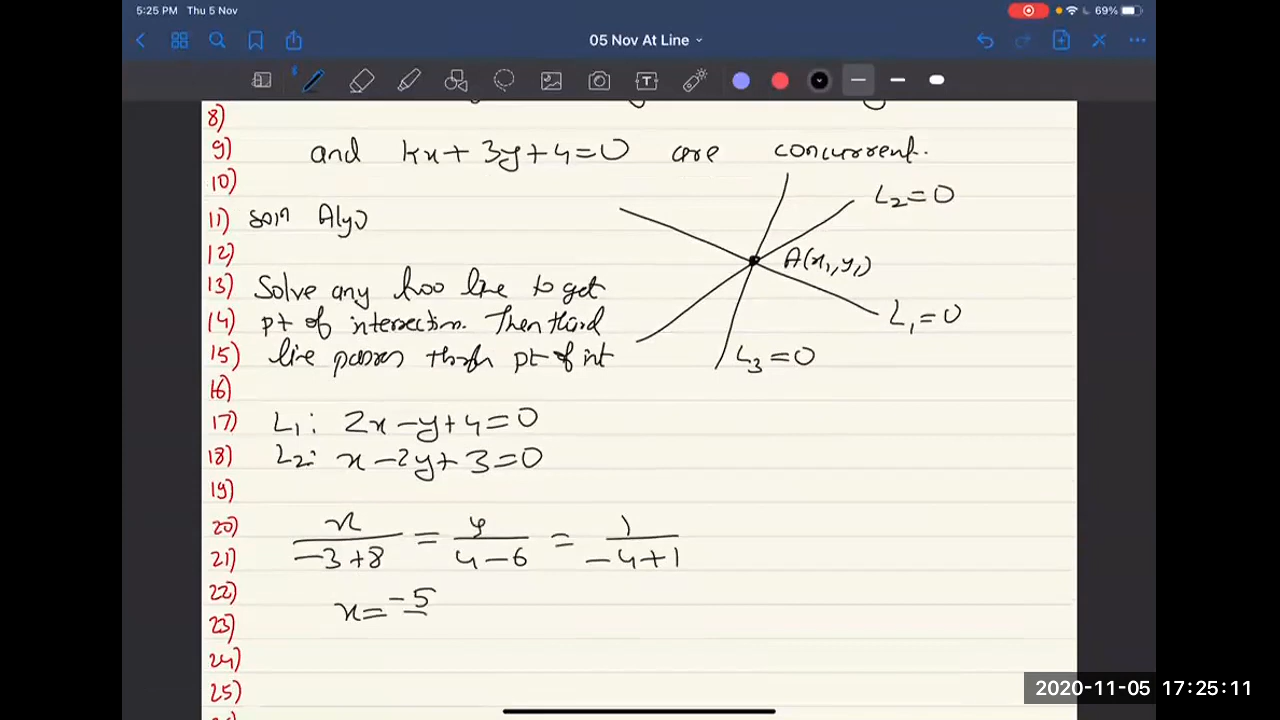 5:25 PM Thu 5 Nov
69%
05 Nov At Line
8)
9) and kx + 3y + 4 = 0 are concurrent.
10)
L2 = 0
11) soln Algo
12)
A(x1, y1)
13) Solve any two line to get
14) pt of intersection. Then third
L1 = 0
15) line passes through pt of int
L3 = 0
16)
17) L1: 2x - y + 4 = 0
18) L2: x - 2y + 3 = 0
19)
20) x/(-3+8) = y/(4-6) = 1/(-4+1)
21)
22) x = -5
23)
24)
25)
2020-11-05 17:25:11